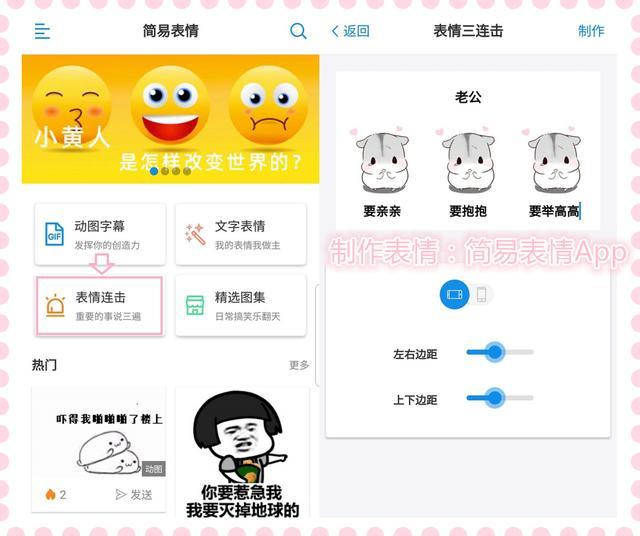 简易表情
小黄人
是怎样改变世界的？
动图字幕
发挥你的创造力
文字表情
我的表情我做主
GIF
表情连击
重要的事说三遍
精选图集
日常搞笑乐翻天
热门
更多
吓得我啪啪啪了楼上
动图
2
发送
你要惹急我
我要灭掉地球的
返回
表情三连击
制作
老公
要亲亲
要抱抱
要举高高
制作表情：简易表情App
左右边距
上下边距